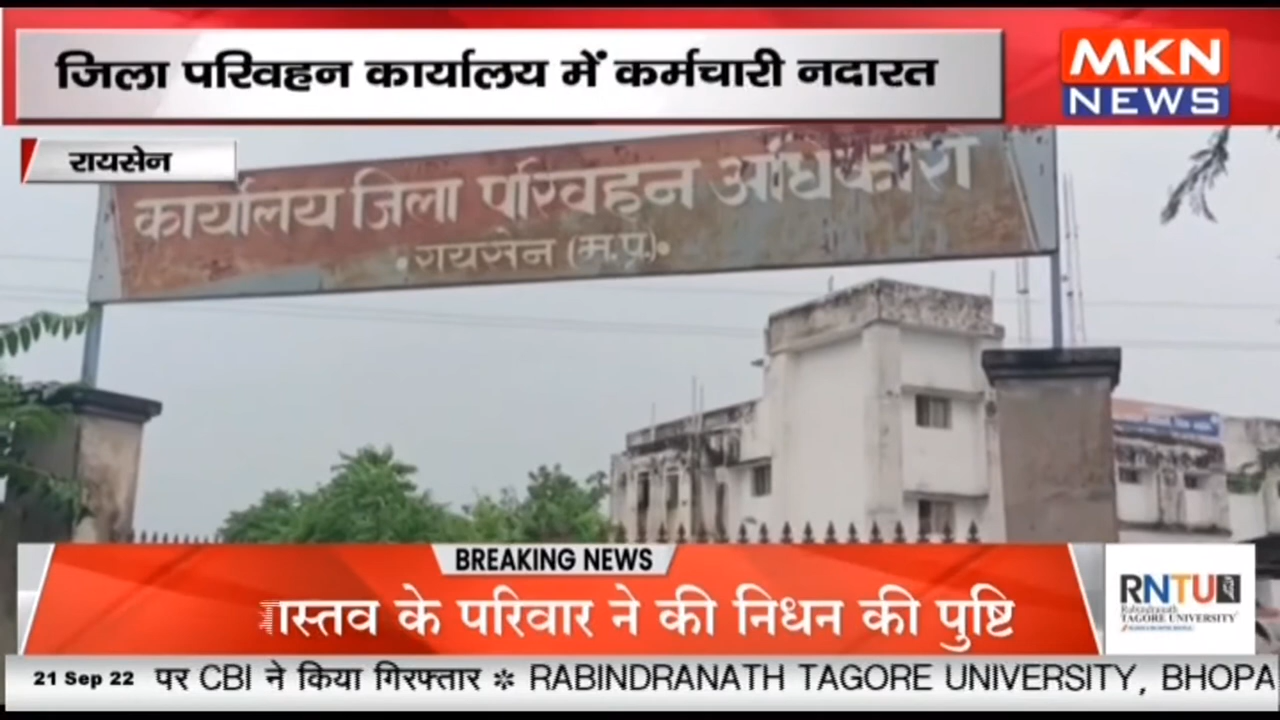 जिला परिवहन कार्यालय में कर्मचारी नदारत
MKN
NEWS
रायसेन
कार्यालय जिला परिवहन अधिकारी
रायसेन (म.प्र.)
BREAKING NEWS
के परिवार ने की निधन की पुष्टि
RNTU
Rabindranath
TAGORE UNIVERSITY
21 Sep 22 पर CBI ने किया गिरफ्तार * RABINDRANATH TAGORE UNIVERSITY, BHOPA